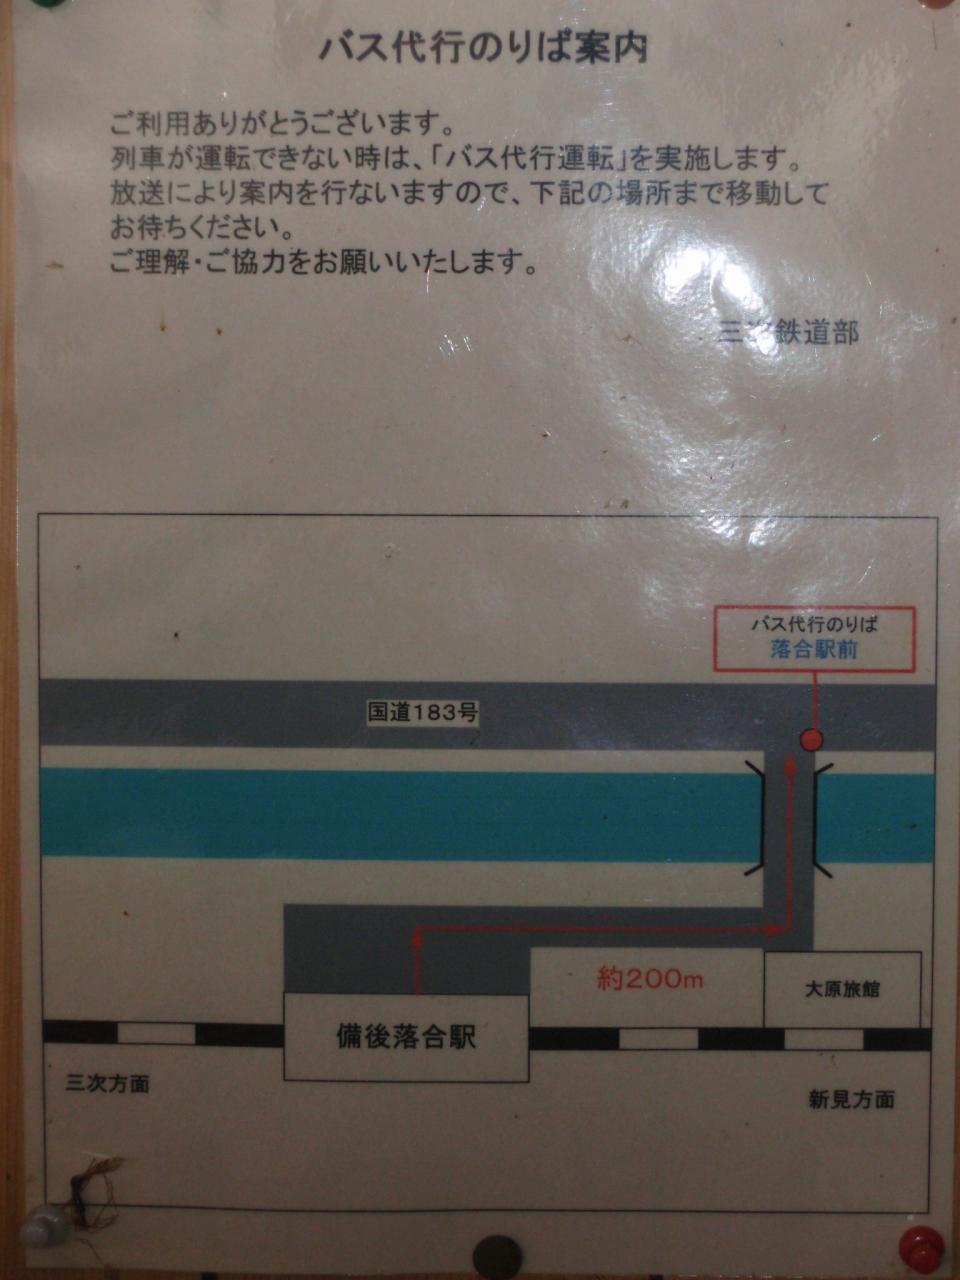 バス代行のりば案内
ご利用ありがとうございます。
列車が運転できない時は、「バス代行運転」を実施します。
放送により案内を行ないますので、下記の場所まで移動して
お待ちください。
ご理解・ご協力をお願いいたします。
三次鉄道部
バス代行のりば
落合駅前
国道183号
約200m
大原旅館
備後落合駅
三次方面
新見方面